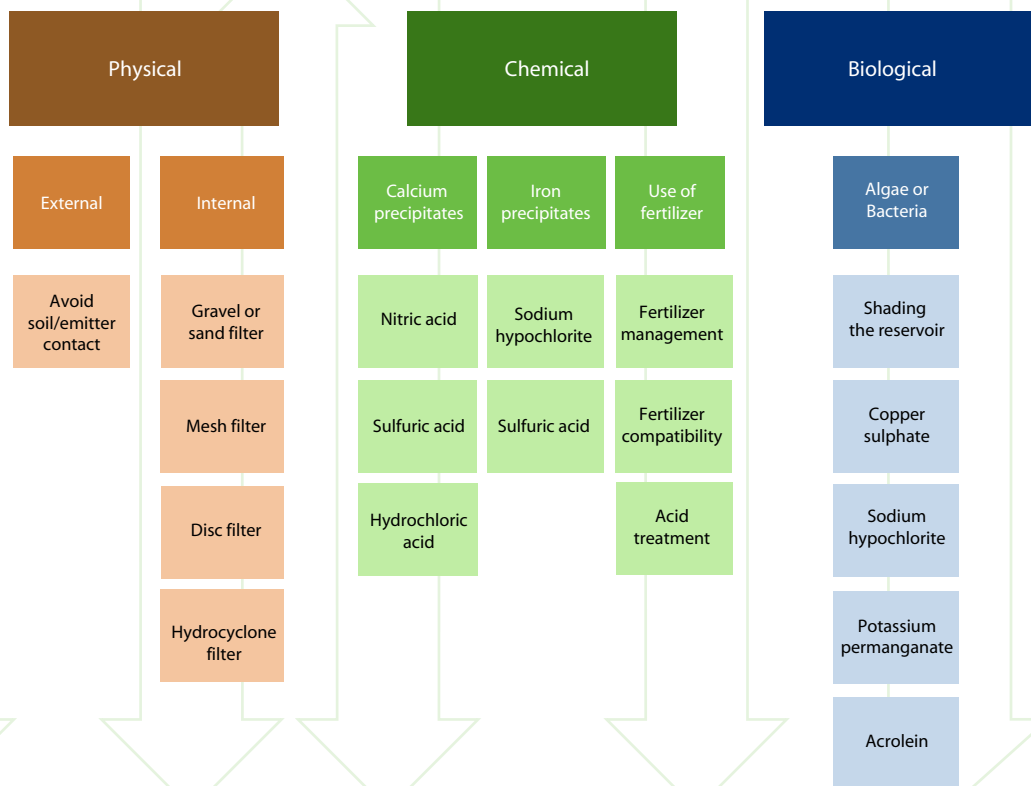 Physical
Chemical
Biological
External
Internal
Calcium
precipitates
Iron
precipitates
Use of
fertilizer
Algae or
Bacteria
Avoid
soil/emitter
contact
Gravel or
sand filter
Nitric acid
Sodium
hypochlorite
Fertilizer
management
Shading
the reservoir
Mesh filter
Sulfuric acid
Sulfuric acid
Fertilizer
compatibility
Copper
sulphate
Disc filter
Hydrochloric
acid
Acid
treatment
Sodium
hypochlorite
Hydrocyclone
filter
Potassium
permanganate
Acrolein